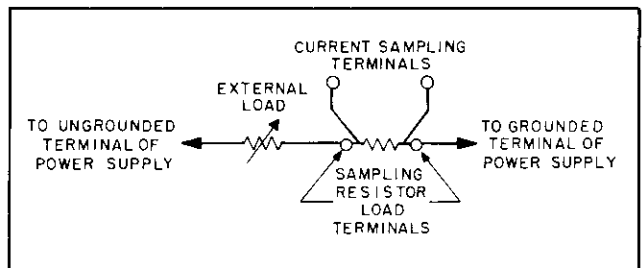 CURRENT SAMPLING
TERMINALS
EXTERNAL
LOAD
TO UNGROUNDED
TERMINAL OF
POWER SUPPLY
TO GROUNDED
TERMINAL OF
POWER SUPPLY
SAMPLING
RESISTOR
LOAD
TERMINALS